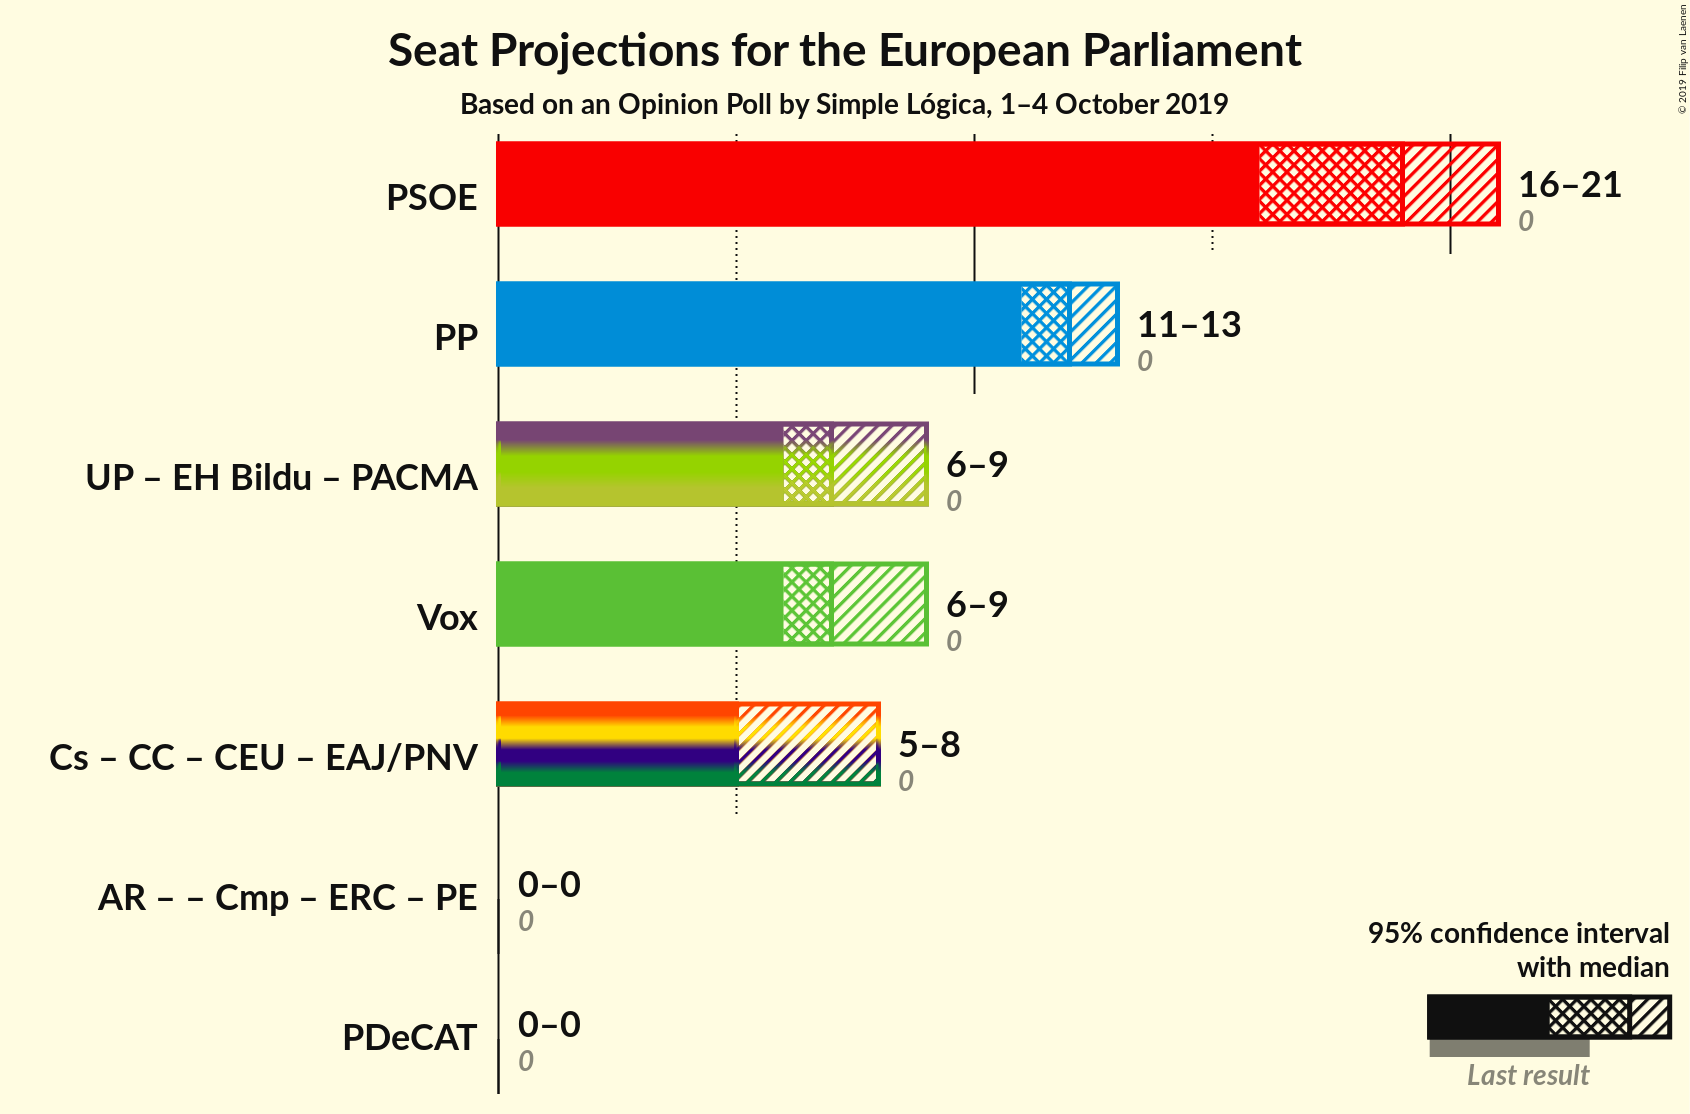 Seat Projections for the European Parliament
Based on an Opinion Poll by Simple Lógica, 1–4 October 2019
© 2019 Filip van Laenen
PSOE
16–21
0
PP
11–13
0
UP – EH Bildu – PACMA
6–9
0
Vox
6–9
0
Cs – CC – CEU – EAJ/PNV
5–8
0
AR – – Cmp – ERC – PE
0–0
0
PDeCAT
0–0
0
95% confidence interval
with median
Last result